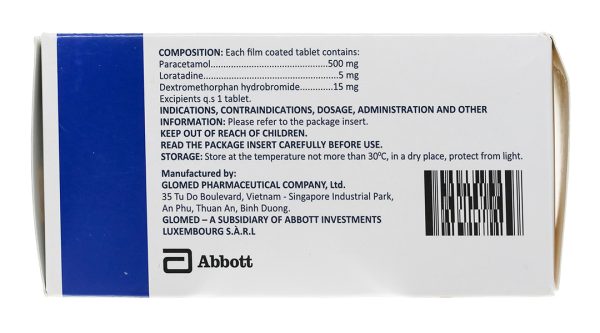 COMPOSITION: Each film coated tablet contains:
Paracetamol..............................................500 mg
Loratadine...................................................5 mg
Dextromethorphan hydrobromide.............15 mg
Excipients q.s 1 tablet.
INDICATIONS, CONTRAINDICATIONS, DOSAGE, ADMINISTRATION AND OTHER
INFORMATION: Please refer to the package insert.
KEEP OUT OF REACH OF CHILDREN.
READ THE PACKAGE INSERT CAREFULLY BEFORE USE.
STORAGE: Store at the temperature not more than 30⁰C, in a dry place, protect from light.
Manufactured by:
GLOMED PHARMACEUTICAL COMPANY, Ltd.
35 Tu Do Boulevard, Vietnam - Singapore Industrial Park,
An Phu, Thuan An, Binh Duong.
GLOMED – A SUBSIDIARY OF ABBOTT INVESTMENTS
LUXEMBOURG S.À.R.L
Abbott